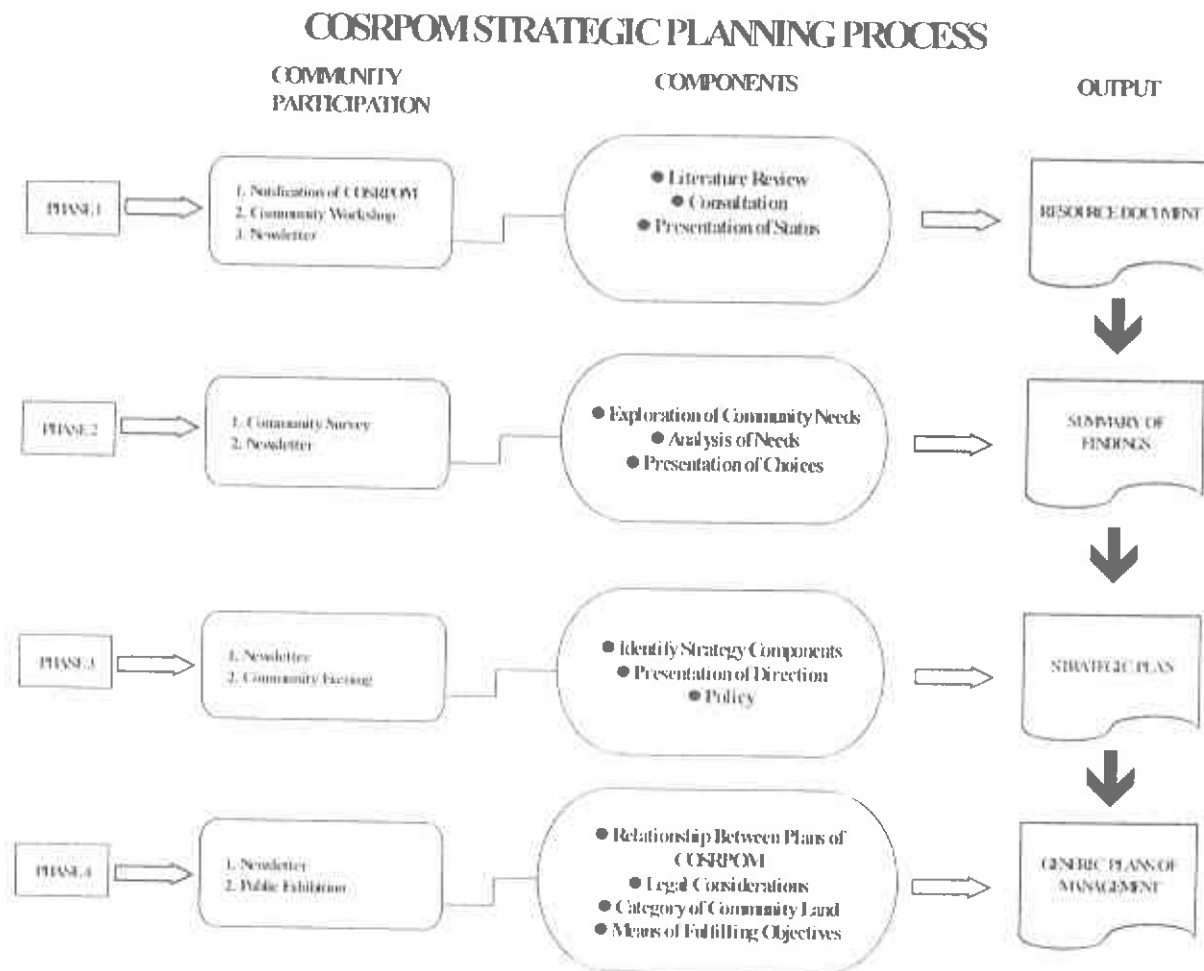 COSRPOM STRATEGIC PLANNING PROCESS
COMMUNITY
PARTICIPATION
COMPONENTS
OUTPUT
PHASE 1
1. Notification of COSRPOM
2. Community Workshop
3. Newsletter
● Literature Review
● Consultation
● Presentation of Status
RESOURCE DOCUMENT
PHASE 2
1. Community Survey
2. Newsletter
● Exploration of Community Needs
● Analysis of Needs
● Presentation of Choices
SUMMARY OF
FINDINGS
PHASE 3
1. Newsletter
2. Community Evening
● Identify Strategy Components
● Presentation of Direction
● Policy
STRATEGIC PLAN
PHASE 4
1. Newsletter
2. Public Exhibition
● Relationship Between Plans of
COSRPOM
● Legal Considerations
● Category of Community Land
● Means of Fulfilling Objectives
GENERIC PLANS OF
MANAGEMENT